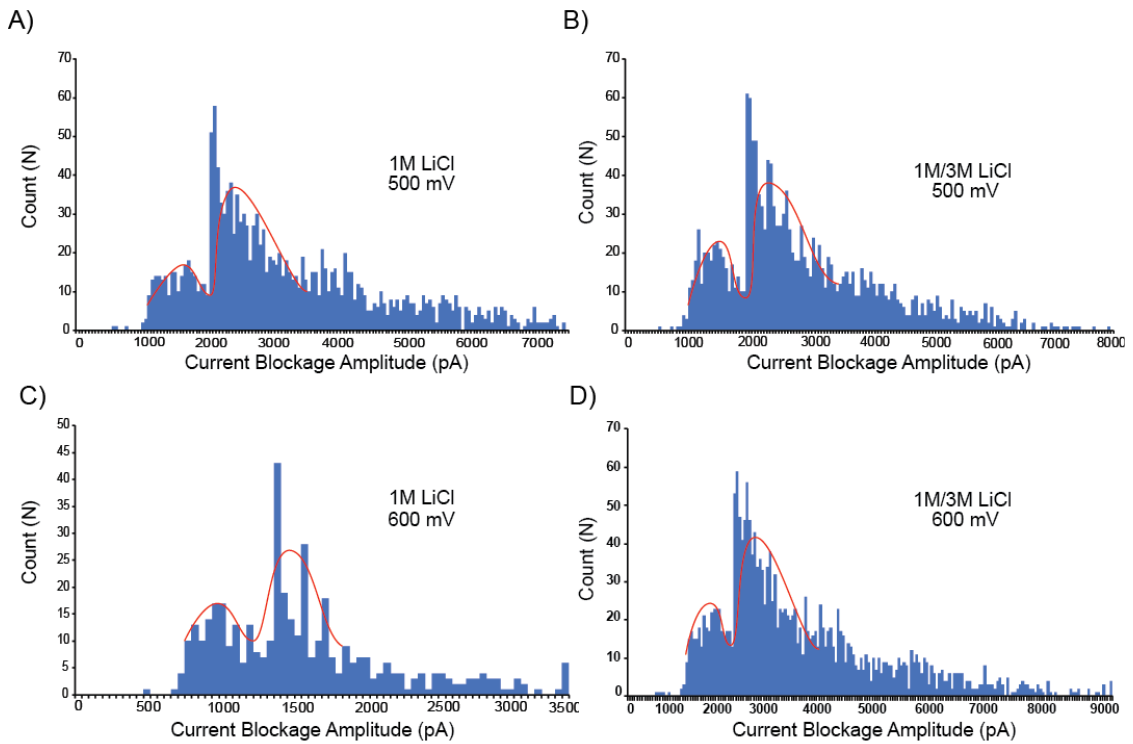 A)
70
60
50
40
30
20
10
0
Count (N)
1M LiCl
500 mV
0 1000 2000 3000 4000 5000 6000 7000
Current Blockage Amplitude (pA)
B)
70
60
50
40
30
20
10
0
Count (N)
1M/3M LiCl
500 mV
0 1000 2000 3000 4000 5000 6000 7000 8000
Current Blockage Amplitude (pA)
C)
50
45
40
35
30
25
20
15
10
5
0
Count (N)
1M LiCl
600 mV
0 500 1000 1500 2000 2500 3000 3500
Current Blockage Amplitude (pA)
D)
70
60
50
40
30
20
10
0
Count (N)
1M/3M LiCl
600 mV
0 1000 2000 3000 4000 5000 6000 7000 8000 9000
Current Blockage Amplitude (pA)